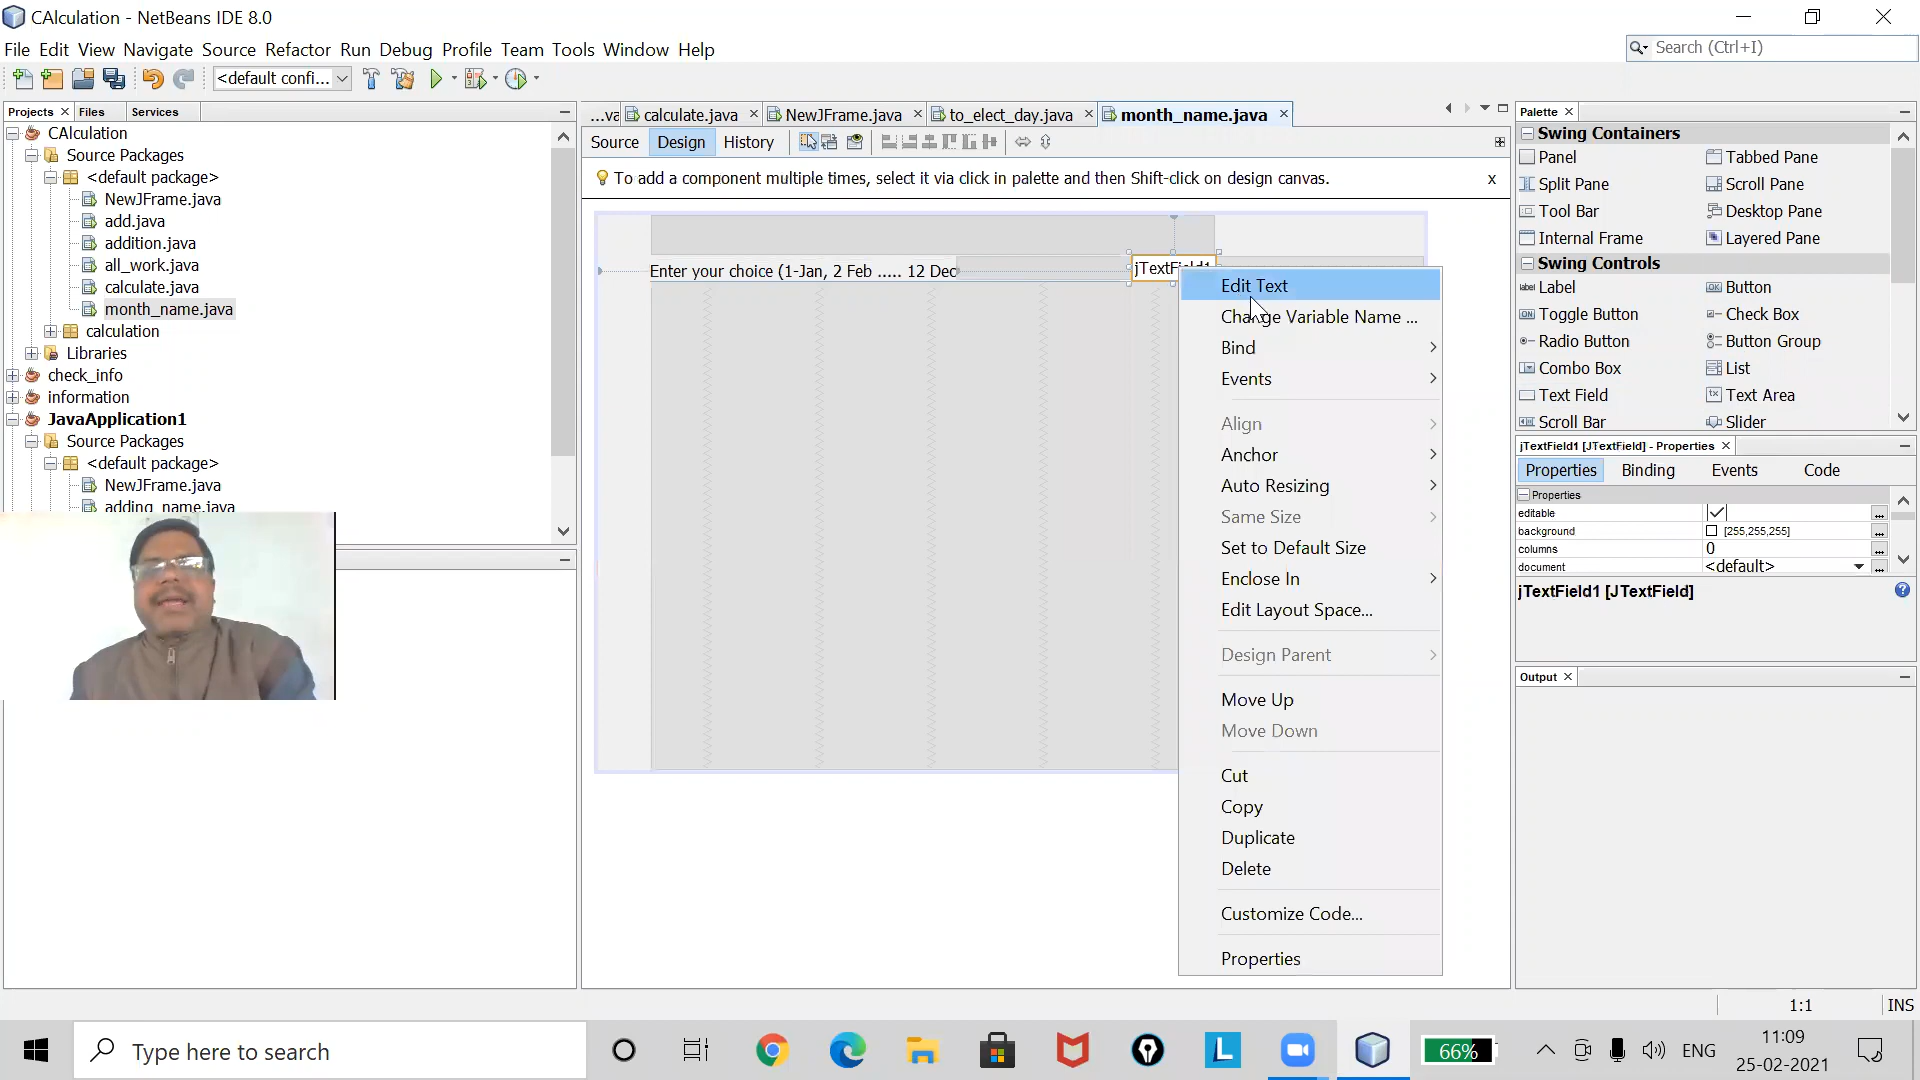 CAlculation - NetBeans IDE 8.0
File Edit View Navigate Source Refactor Run Debug Profile Team Tools Window Help
Search (Ctrl+I)
<default confi...
Projects Files Services
CAlculation
Source Packages
<default package>
NewJFrame.java
add.java
addition.java
all_work.java
calculate.java
month_name.java
calculation
Libraries
check_info
information
JavaApplication1
Source Packages
<default package>
NewJFrame.java
adding_name.java
...va calculate.java NewJFrame.java to_elect_day.java month_name.java
Source Design History
To add a component multiple times, select it via click in palette and then Shift-click on design canvas. x
Enter your choice (1-Jan, 2 Feb ..... 12 Dec
jTextField1
Edit Text
Change Variable Name ...
Bind
Events
Align
Anchor
Auto Resizing
Same Size
Set to Default Size
Enclose In
Edit Layout Space...
Design Parent
Move Up
Move Down
Cut
Copy
Duplicate
Delete
Customize Code...
Properties
Palette
Swing Containers
Panel Tabbed Pane
Split Pane Scroll Pane
Tool Bar Desktop Pane
Internal Frame Layered Pane
Swing Controls
label Label OK Button
ON Toggle Button Check Box
Radio Button Button Group
Combo Box List
Text Field Text Area
Scroll Bar Slider
jTextField1 [JTextField] - Properties
Properties Binding Events Code
Properties
editable ...
background [255,255,255] ...
columns 0 ...
document <default> ...
jTextField1 [JTextField]
Output
1:1 INS
Type here to search
L
66%
ENG
11:09
25-02-2021